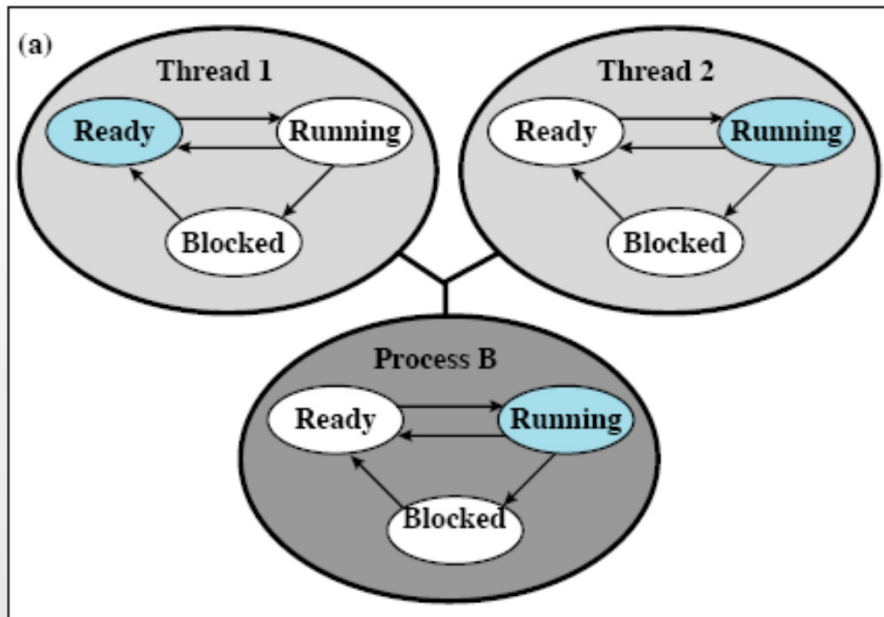 (a)
Thread 1
Thread 2
Ready
Running
Ready
Running
Blocked
Blocked
Process B
Ready
Running
Blocked